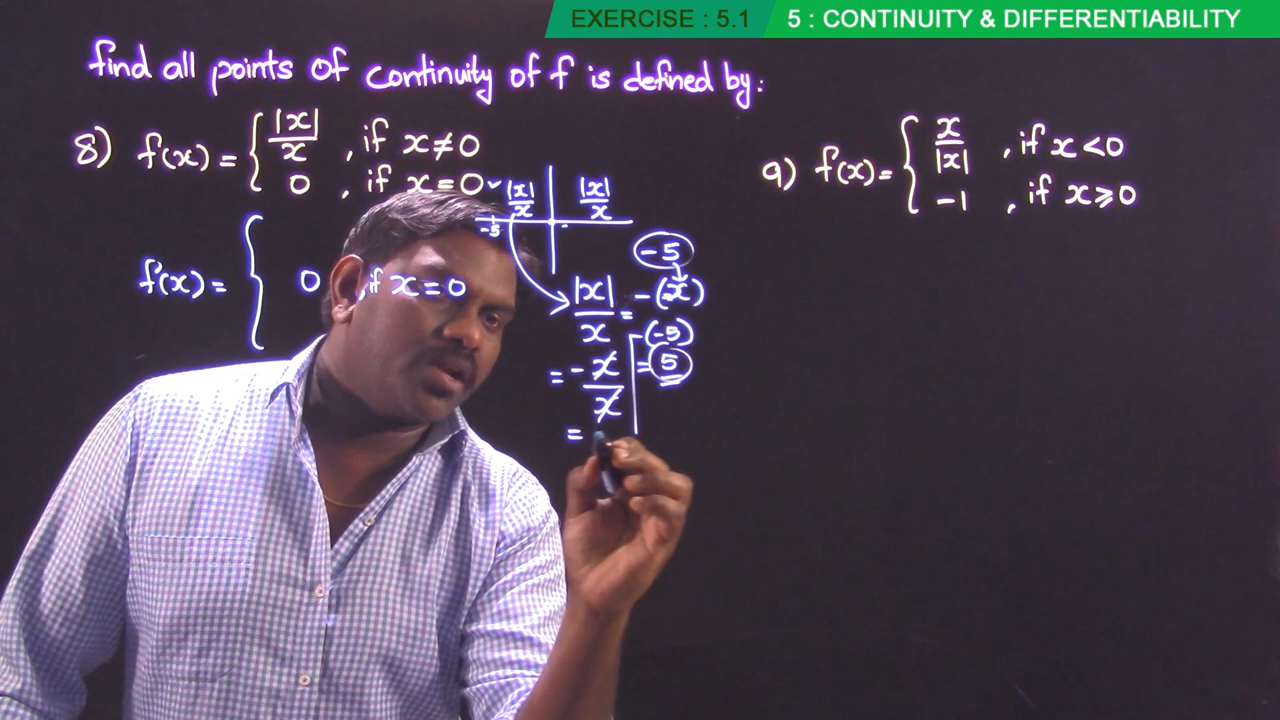 EXERCISE : 5.1 5 : CONTINUITY & DIFFERENTIABILITY
find all points of continuity of f is defined by:
8) f(x) = { |x|/x , if x≠0
0 , if x=0
9) f(x) = { x/|x| , if x<0
-1 , if x⩾0
|x|/x |x|/x
-5 -
f(x) = { 0 , if x=0
-5
|x|/x = -(x)
-(-5)
= 5
= -x/x
=